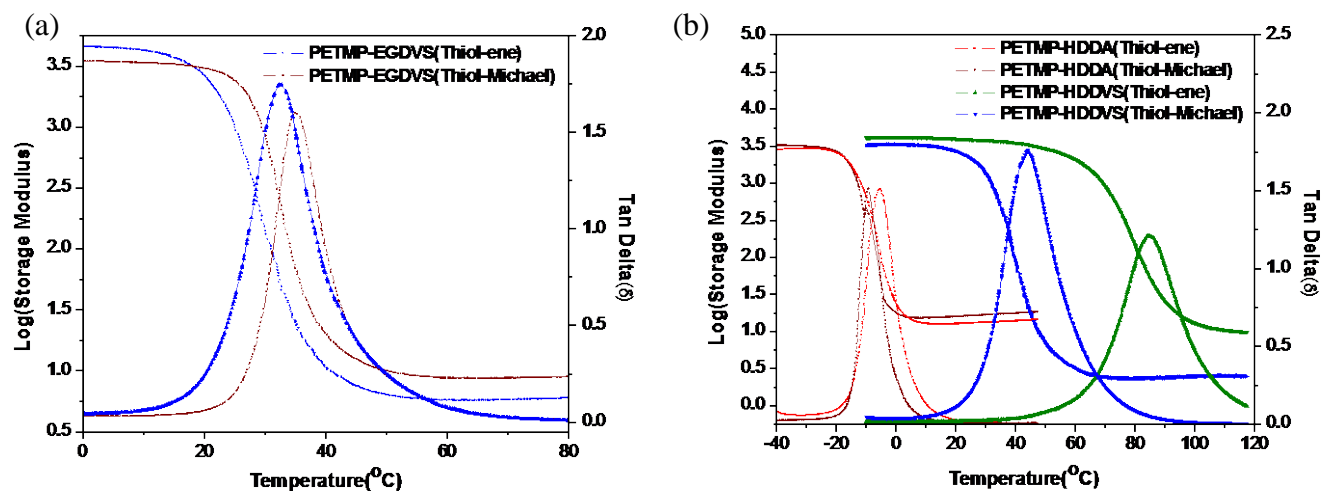 (a)
PETMP-EGDVS(Thiol-ene)
PETMP-EGDVS(Thiol-Michael)
Log(Storage Modulus)
3.5
3.0
2.5
2.0
1.5
1.0
0.5
2.0
1.5
1.0
0.5
0.0
Tan Delta(δ)
0 20 40 60 80
Temperature(°C)
(b)
PETMP-HDDA(Thiol-ene)
PETMP-HDDA(Thiol-Michael)
PETMP-HDDVS(Thiol-ene)
PETMP-HDDVS(Thiol-Michael)
Log(Storage Modulus)
5.0
4.5
4.0
3.5
3.0
2.5
2.0
1.5
1.0
0.5
0.0
2.5
2.0
1.5
1.0
0.5
0.0
Tan Delta(δ)
-40 -20 0 20 40 60 80 100 120
Temperature(°C)